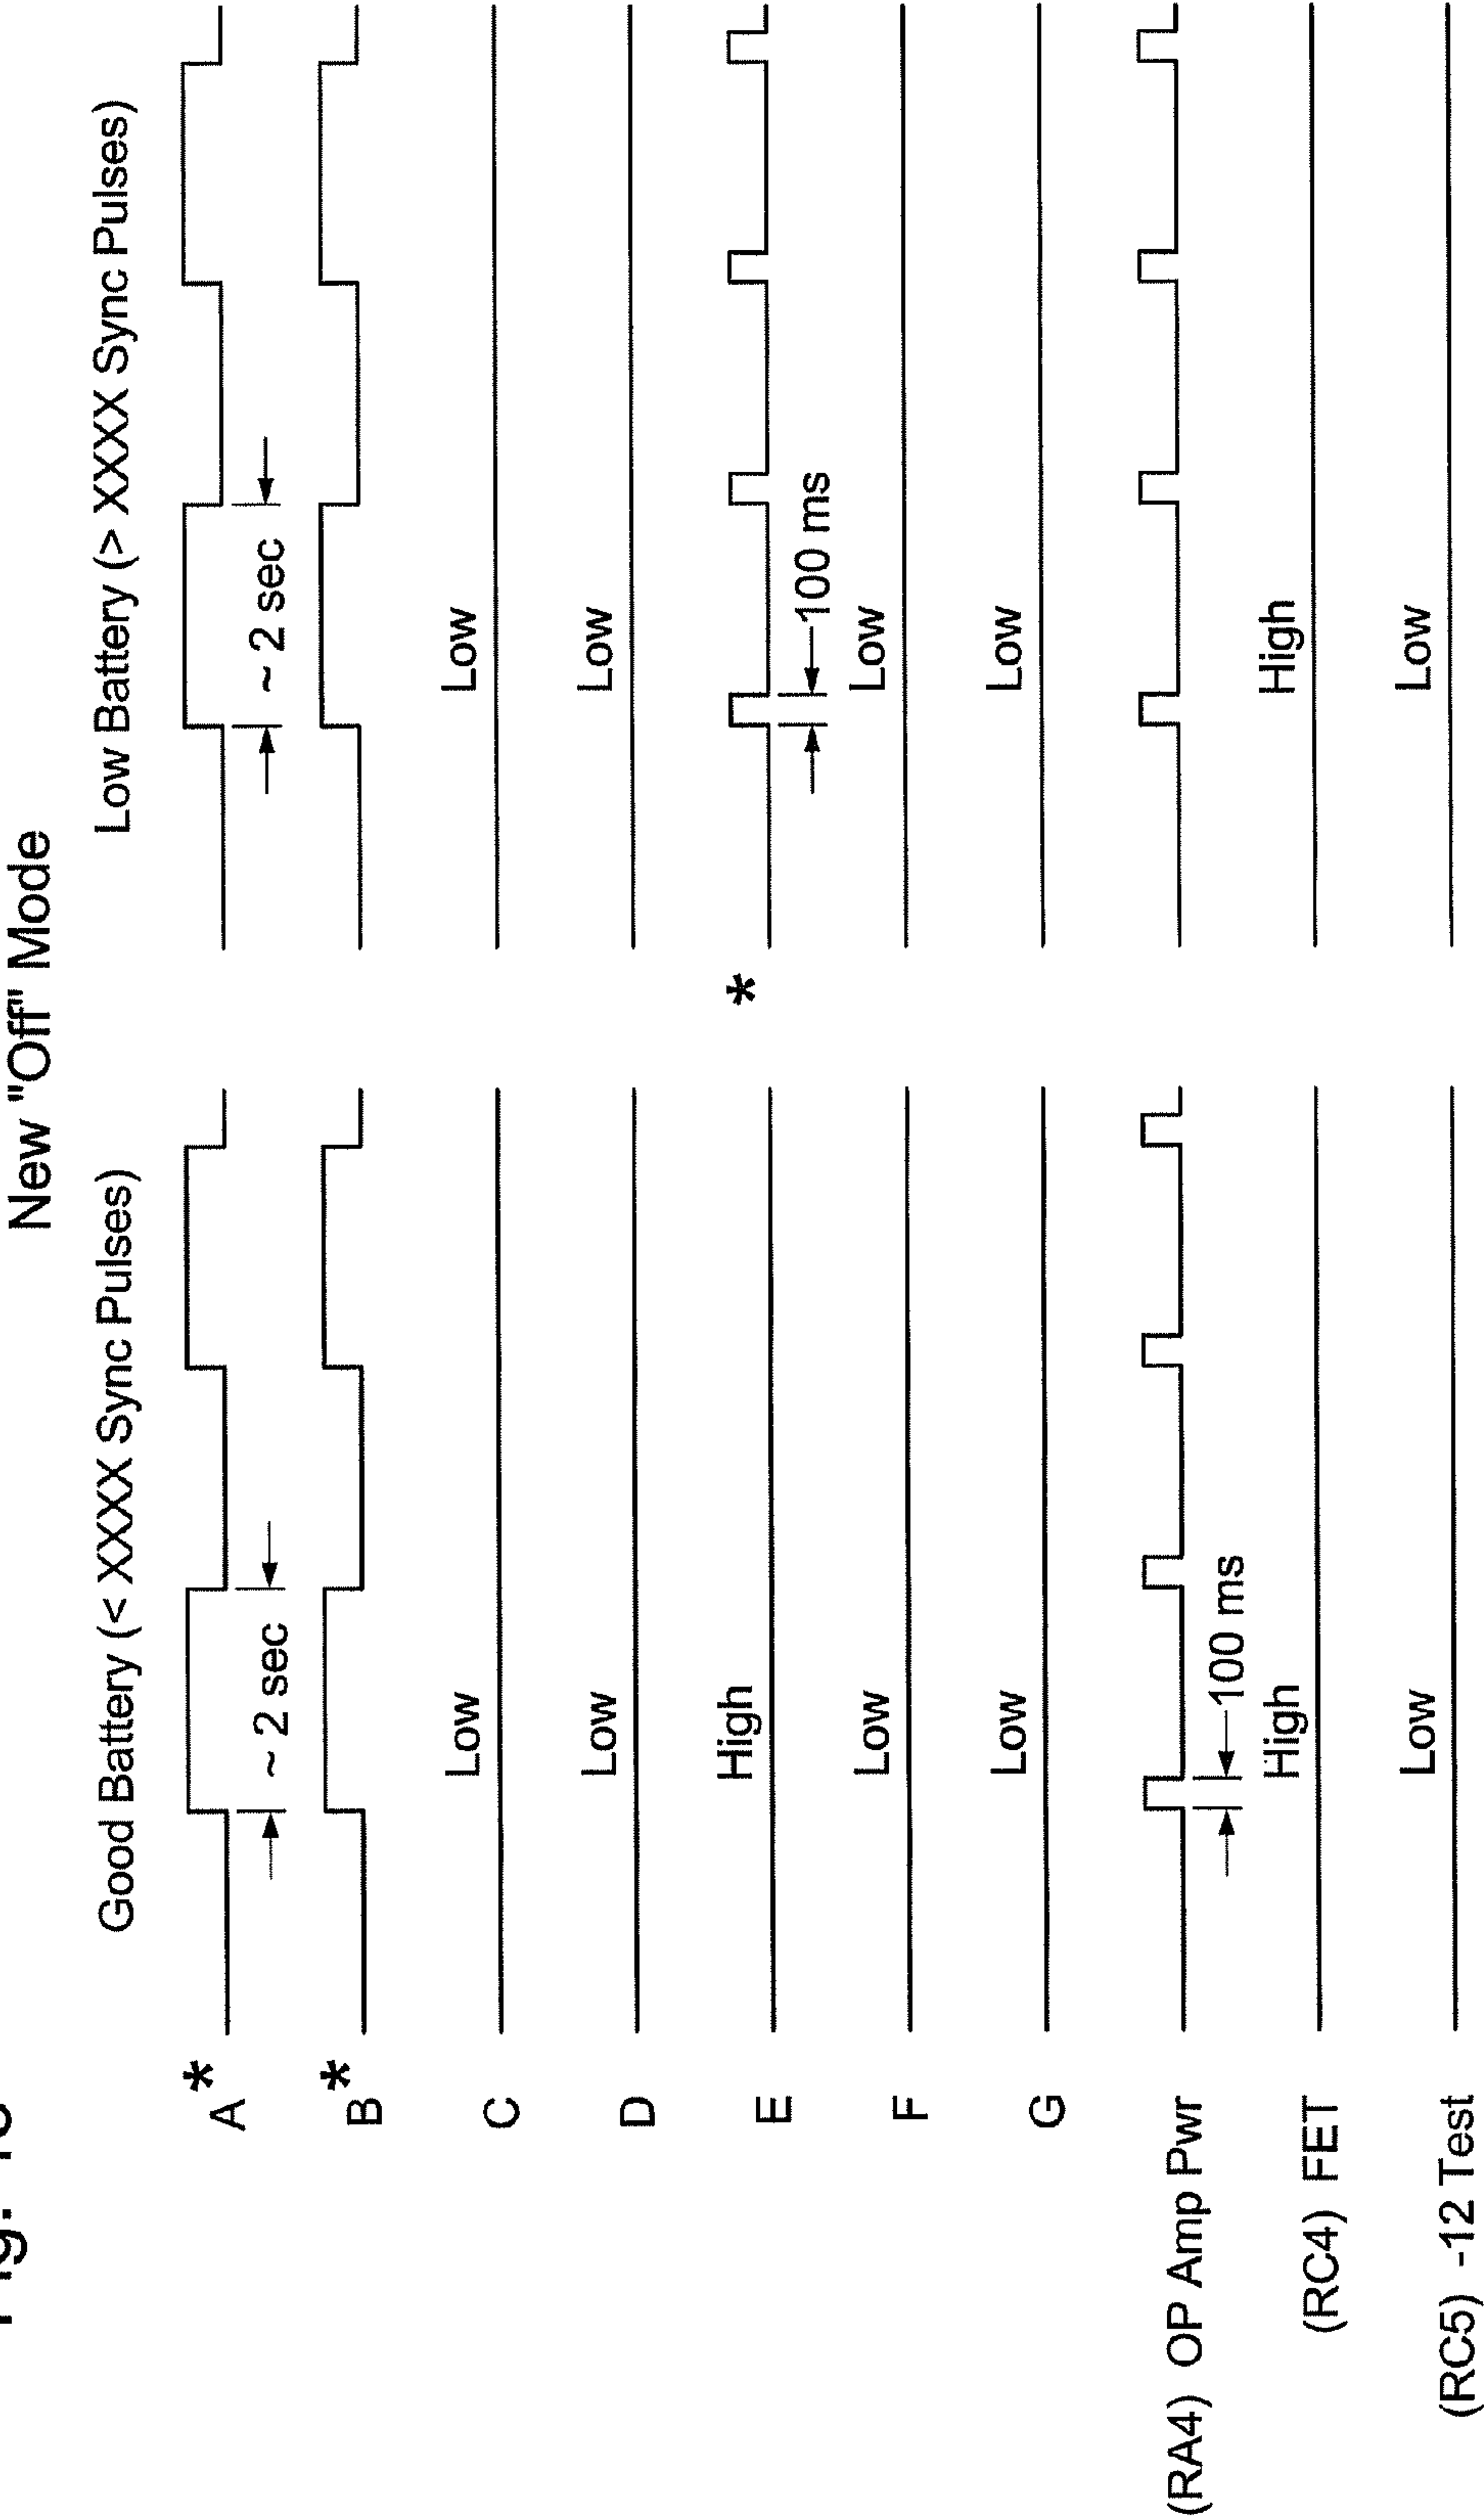 New "Off" Mode
Good Battery (< XXXX Sync Pulses)
Low Battery (> XXXX Sync Pulses)
A *
~ 2 sec
~ 2 sec
B *
C
Low
Low
D
Low
Low
E
High
*
100 ms
F
Low
Low
G
Low
Low
(RA4) OP Amp Pwr
100 ms
(RC4) FET
High
High
(RC5) -12 Test
Low
Low